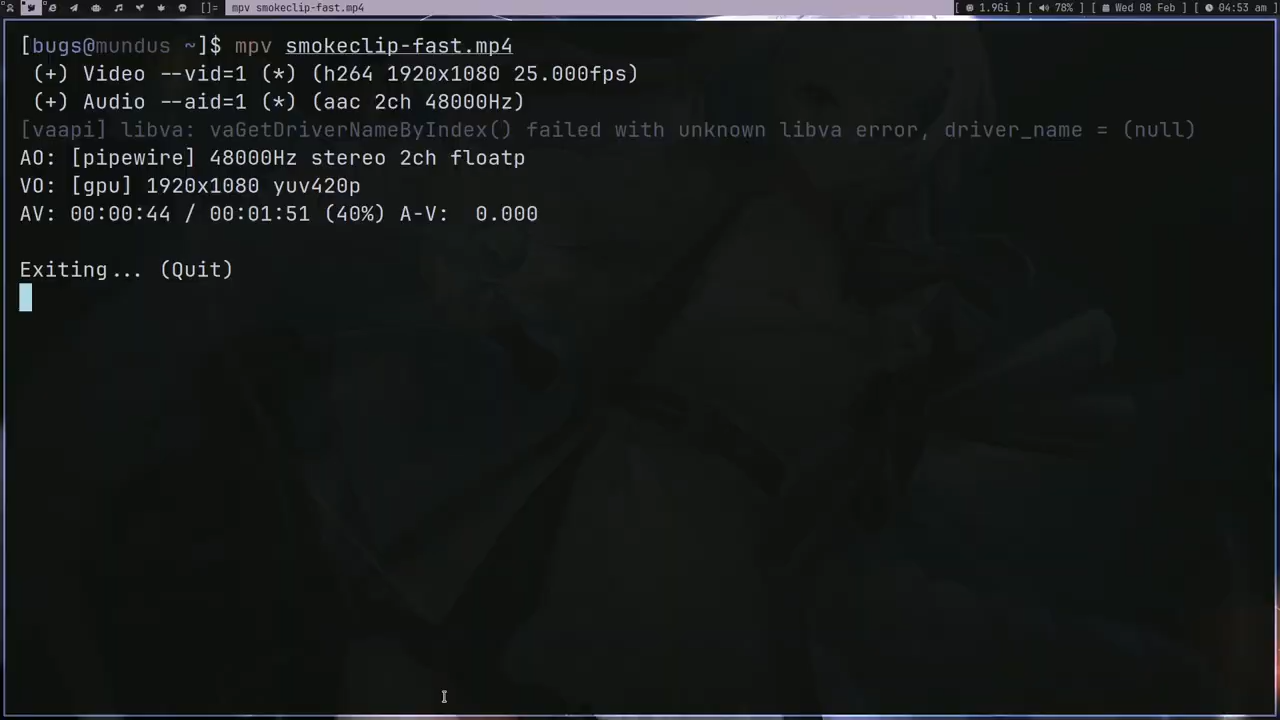 []= mpv smokeclip-fast.mp4 [ 1.9Gi ] [ 78% ] [ Wed 08 Feb ] [ 04:53 am ]
[bugs@mundus ~]$ mpv smokeclip-fast.mp4
(+) Video --vid=1 (*) (h264 1920x1080 25.000fps)
(+) Audio --aid=1 (*) (aac 2ch 48000Hz)
[vaapi] libva: vaGetDriverNameByIndex() failed with unknown libva error, driver_name = (null)
AO: [pipewire] 48000Hz stereo 2ch floatp
VO: [gpu] 1920x1080 yuv420p
AV: 00:00:44 / 00:01:51 (40%) A-V:  0.000
Exiting... (Quit)